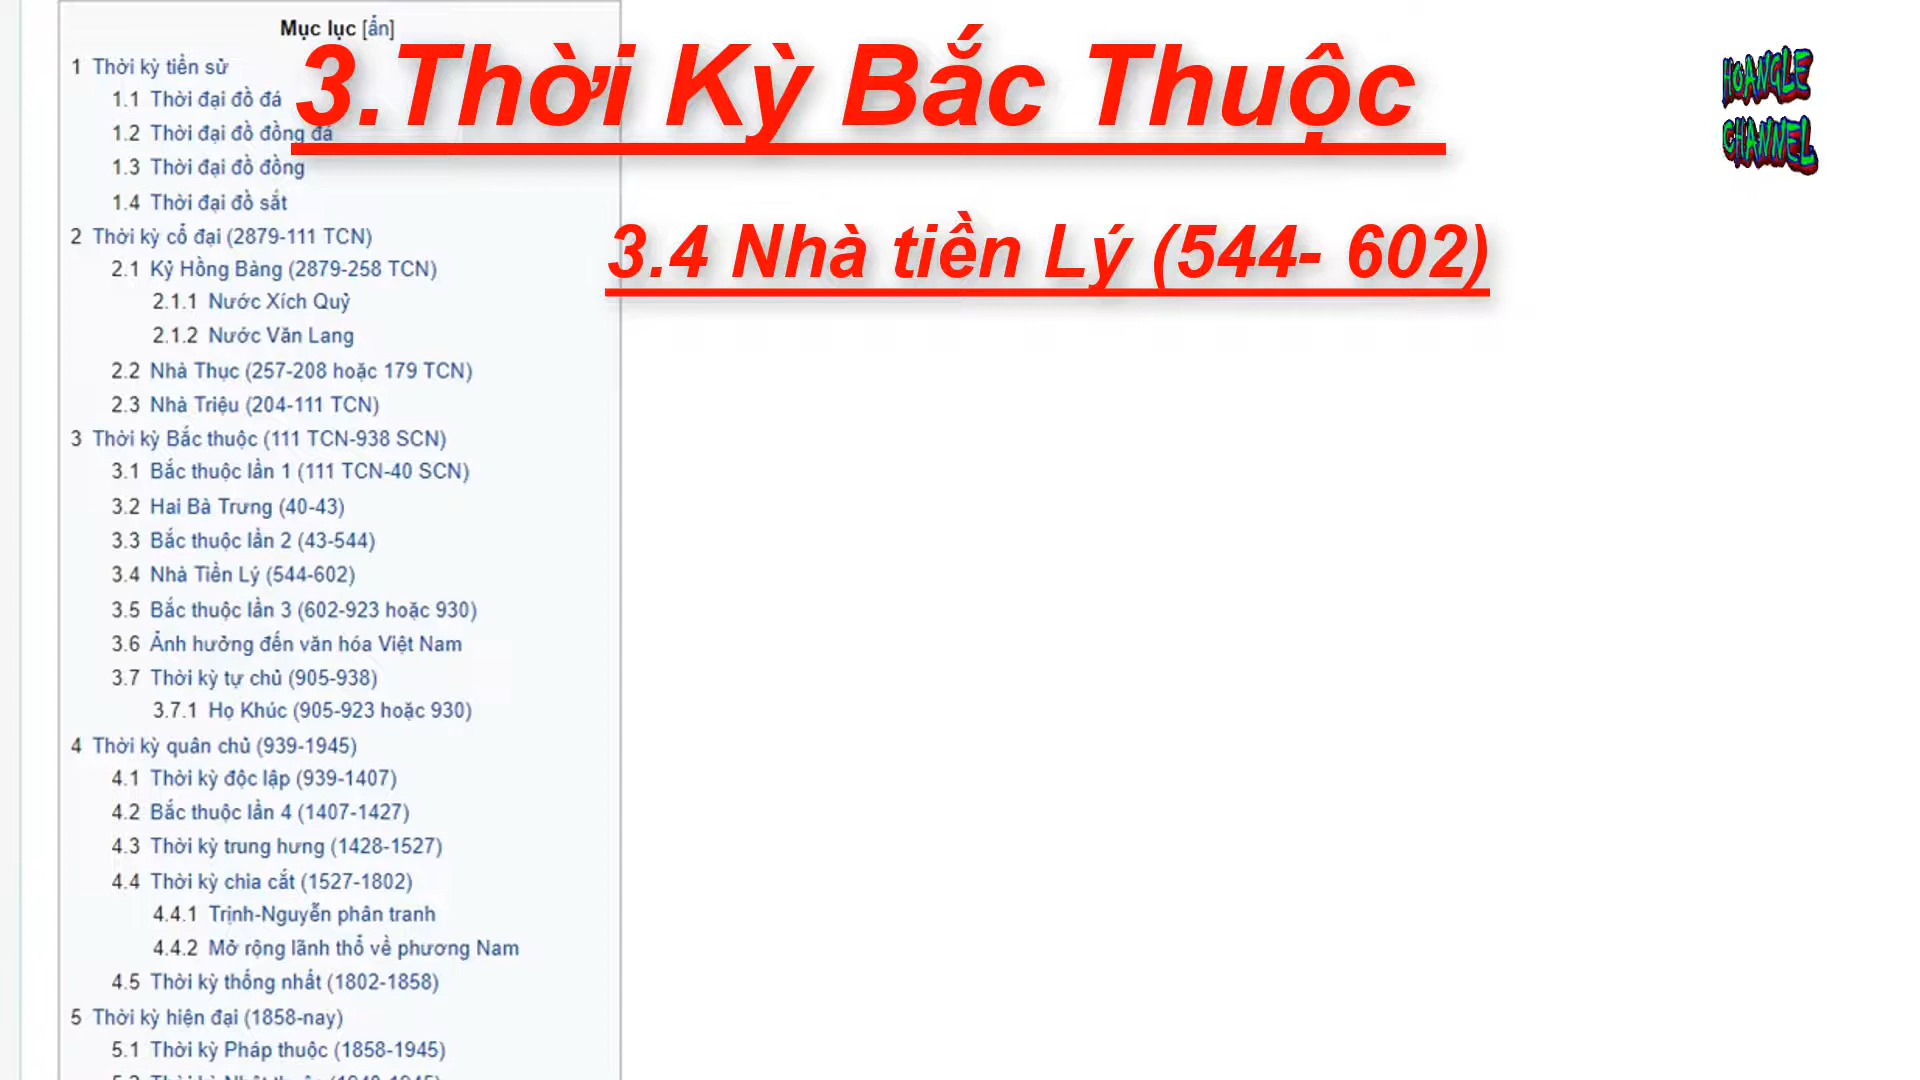 Mục lục [ẩn]
3.Thời Kỳ Bắc Thuộc
HOANGLE
CHANNEL
3.4 Nhà tiền Lý (544- 602)
1 Thời kỳ tiền sử
1.1 Thời đại đồ đá
1.2 Thời đại đồ đồng đá
1.3 Thời đại đồ đồng
1.4 Thời đại đồ sắt
2 Thời kỳ cổ đại (2879-111 TCN)
2.1 Kỷ Hồng Bàng (2879-258 TCN)
2.1.1 Nước Xích Quỷ
2.1.2 Nước Văn Lang
2.2 Nhà Thục (257-208 hoặc 179 TCN)
2.3 Nhà Triệu (204-111 TCN)
3 Thời kỳ Bắc thuộc (111 TCN-938 SCN)
3.1 Bắc thuộc lần 1 (111 TCN-40 SCN)
3.2 Hai Bà Trưng (40-43)
3.3 Bắc thuộc lần 2 (43-544)
3.4 Nhà Tiền Lý (544-602)
3.5 Bắc thuộc lần 3 (602-923 hoặc 930)
3.6 Ảnh hưởng đến văn hóa Việt Nam
3.7 Thời kỳ tự chủ (905-938)
3.7.1 Họ Khúc (905-923 hoặc 930)
4 Thời kỳ quân chủ (939-1945)
4.1 Thời kỳ độc lập (939-1407)
4.2 Bắc thuộc lần 4 (1407-1427)
4.3 Thời kỳ trung hưng (1428-1527)
4.4 Thời kỳ chia cắt (1527-1802)
4.4.1 Trịnh-Nguyễn phân tranh
4.4.2 Mở rộng lãnh thổ về phương Nam
4.5 Thời kỳ thống nhất (1802-1858)
5 Thời kỳ hiện đại (1858-nay)
5.1 Thời kỳ Pháp thuộc (1858-1945)